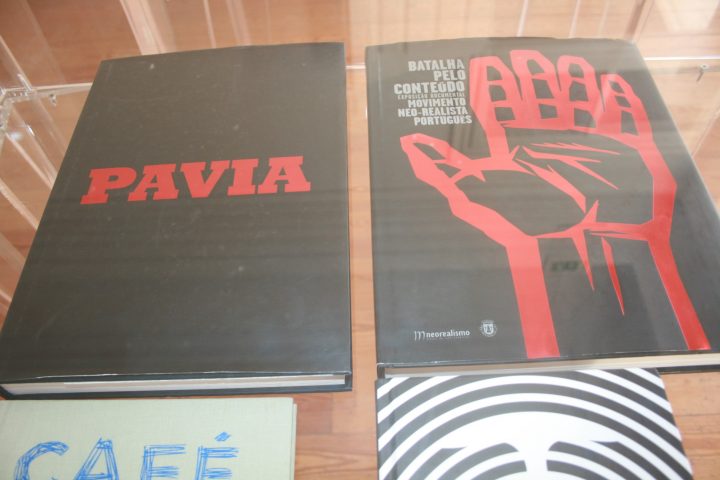 PAVIA
BATALHA
PELO
CONTEÚDO
EXPOSIÇÃO DOCUMENTAL
MOVIMENTO
NEO-REALISTA
PORTUGUÊS
neorealismo
CAFÉ